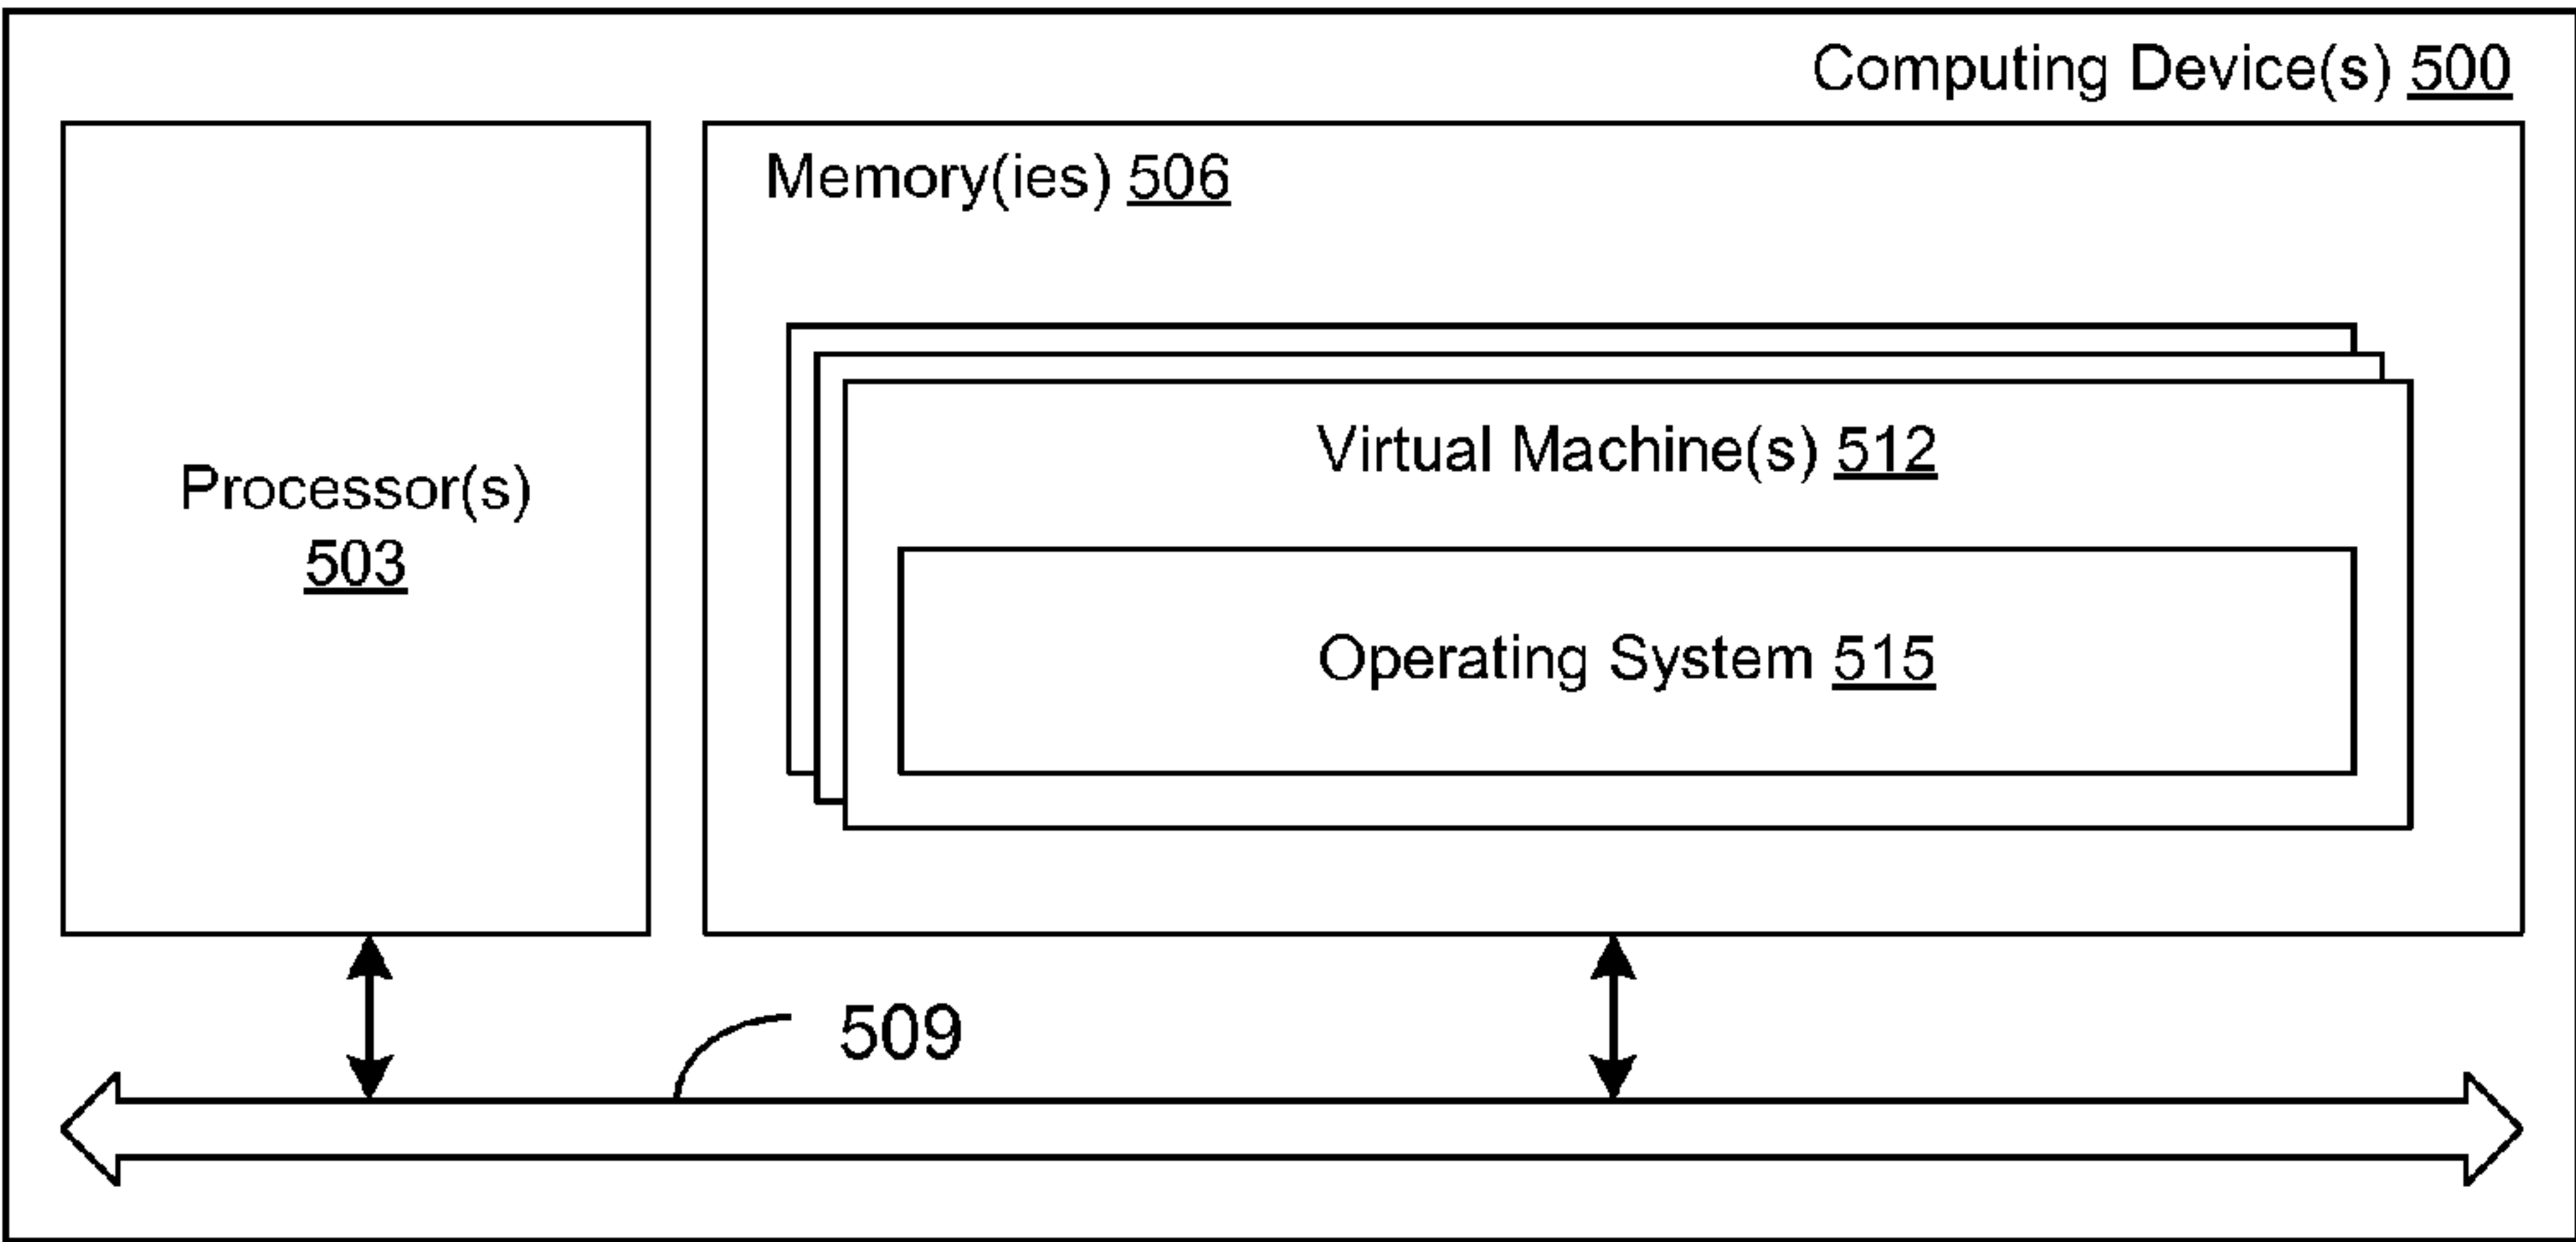 Computing Device(s) 500
Memory(ies) 506
Processor(s)
503
Virtual Machine(s) 512
Operating System 515
509